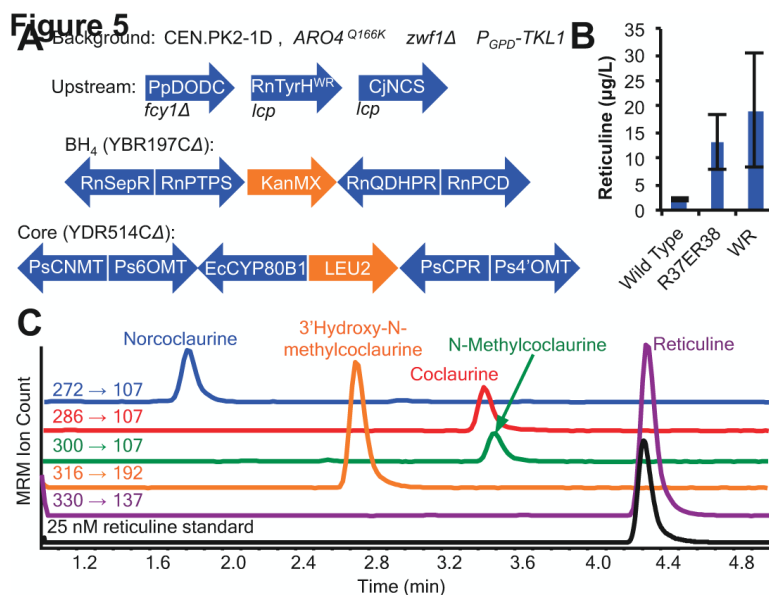 Figure 5
A Background: CEN.PK2-1D , ARO4 Q166K zwf1Δ PGPD-TKL1
Upstream: PpDODC RnTyrHWR CjNCS
fcy1Δ lcp lcp
BH4 (YBR197CΔ):
RnSepR RnPTPS KanMX RnQDHPR RnPCD
Core (YDR514CΔ):
PsCNMT Ps6OMT EcCYP80B1 LEU2 PsCPR Ps4'OMT
B
Reticuline (µg/L)
35
30
25
20
15
10
5
0
Wild Type R37ER38 WR
C
MRM Ion Count
Norcoclaurine
3'Hydroxy-N-
methylcoclaurine
N-Methylcoclaurine
Coclaurine
Reticuline
272 → 107
286 → 107
300 → 107
316 → 192
330 → 137
25 nM reticuline standard
1.2 1.6 2.0 2.4 2.8 3.2 3.6 4.0 4.4 4.8
Time (min)